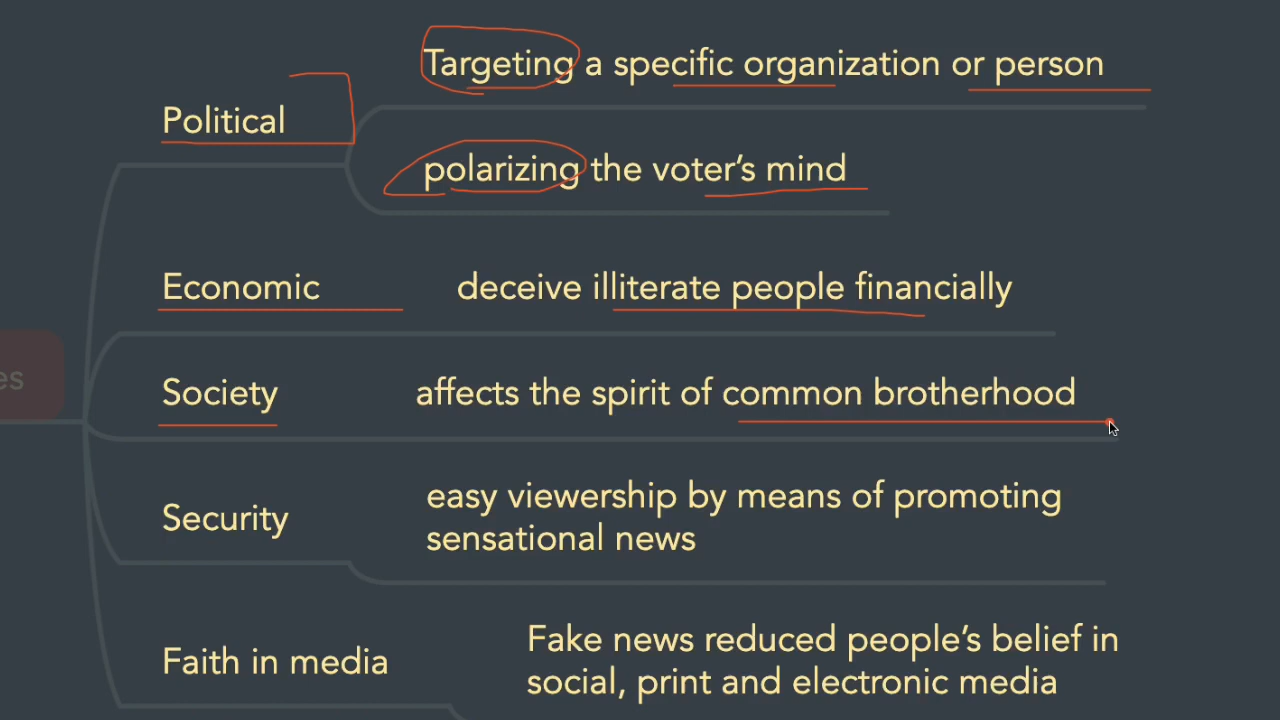 Targeting a specific organization or person
Political
polarizing the voter's mind
Economic deceive illiterate people financially
es
Society affects the spirit of common brotherhood
easy viewership by means of promoting
Security
sensational news
Fake news reduced people's belief in
Faith in media
social, print and electronic media